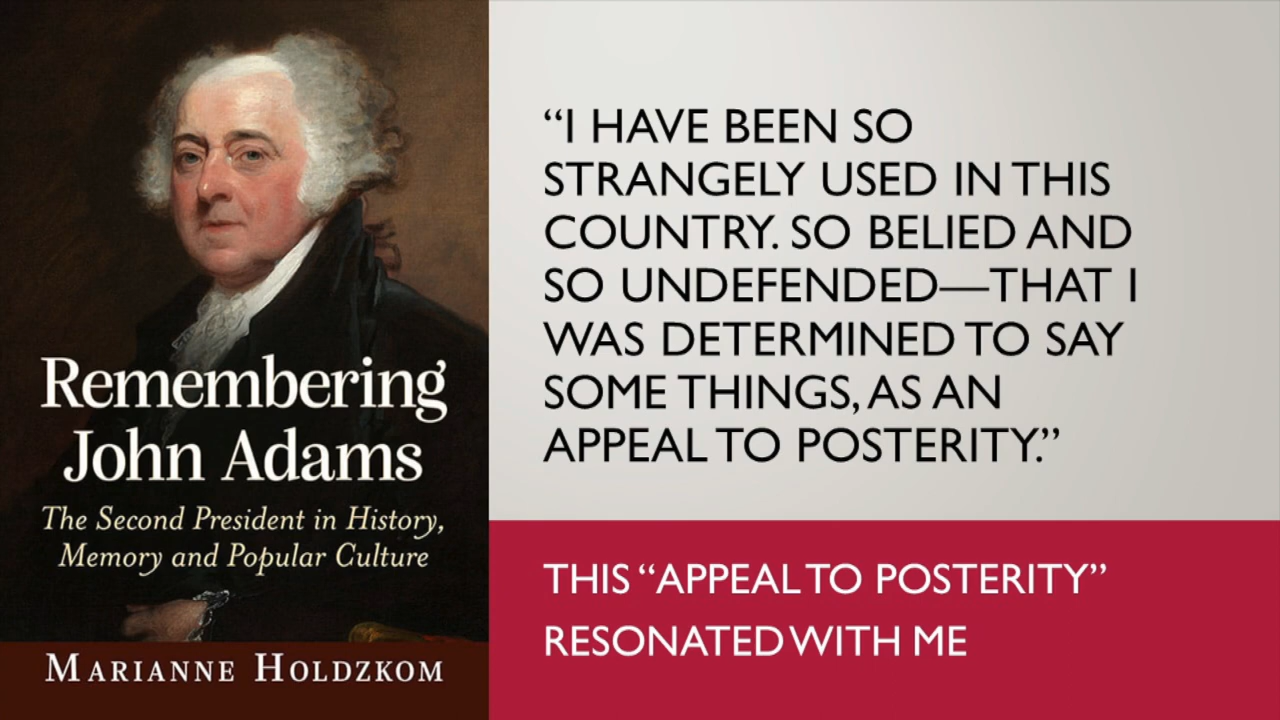 Remembering
John Adams
The Second President in History,
Memory and Popular Culture
MARIANNE HOLDZKOM
“I HAVE BEEN SO
STRANGELY USED IN THIS
COUNTRY. SO BELIED AND
SO UNDEFENDED—THAT I
WAS DETERMINED TO SAY
SOME THINGS, AS AN
APPEAL TO POSTERITY.”
THIS “APPEAL TO POSTERITY”
RESONATED WITH ME